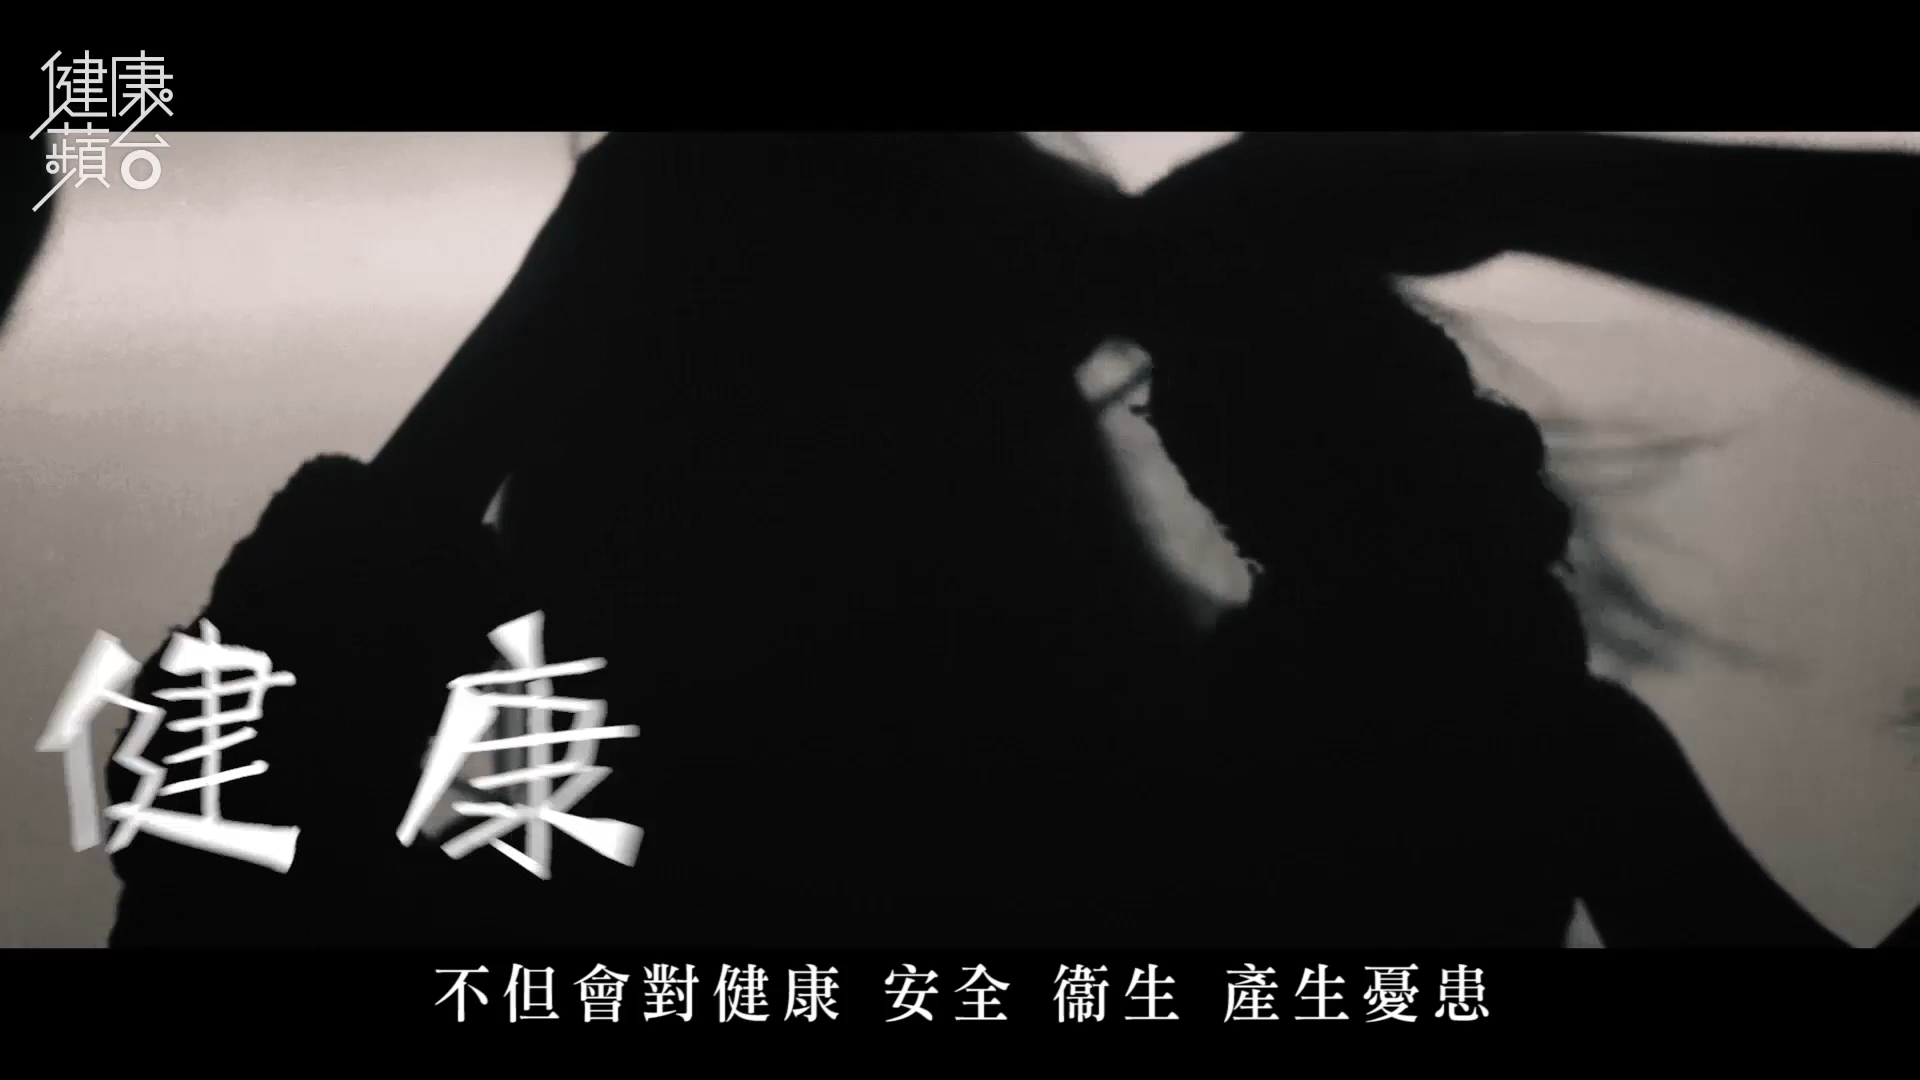 健康
蘋台
健康
不但會對健康 安全 衞生 產生憂患